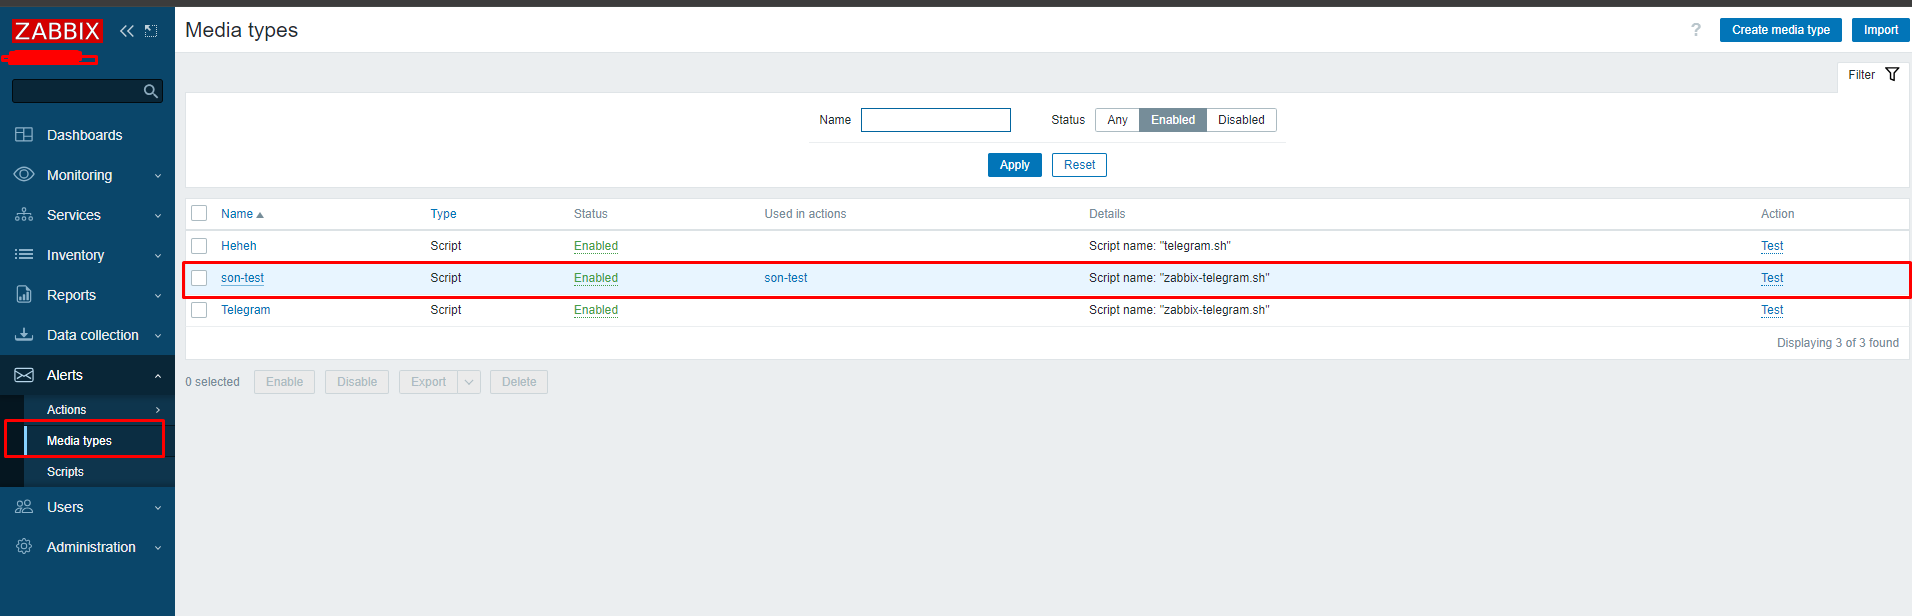 ZABBIX
Media types
?
Create media type
Import
Filter
Name
Status
Any
Enabled
Disabled
Apply
Reset
Dashboards
Monitoring
Services
Inventory
Reports
Data collection
Alerts
Actions
Media types
Scripts
Users
Administration
Name Type Status Used in actions Details Action
Heheh Script Enabled Script name: "telegram.sh" Test
son-test Script Enabled son-test Script name: "zabbix-telegram.sh" Test
Telegram Script Enabled Script name: "zabbix-telegram.sh" Test
Displaying 3 of 3 found
0 selected Enable Disable Export Delete